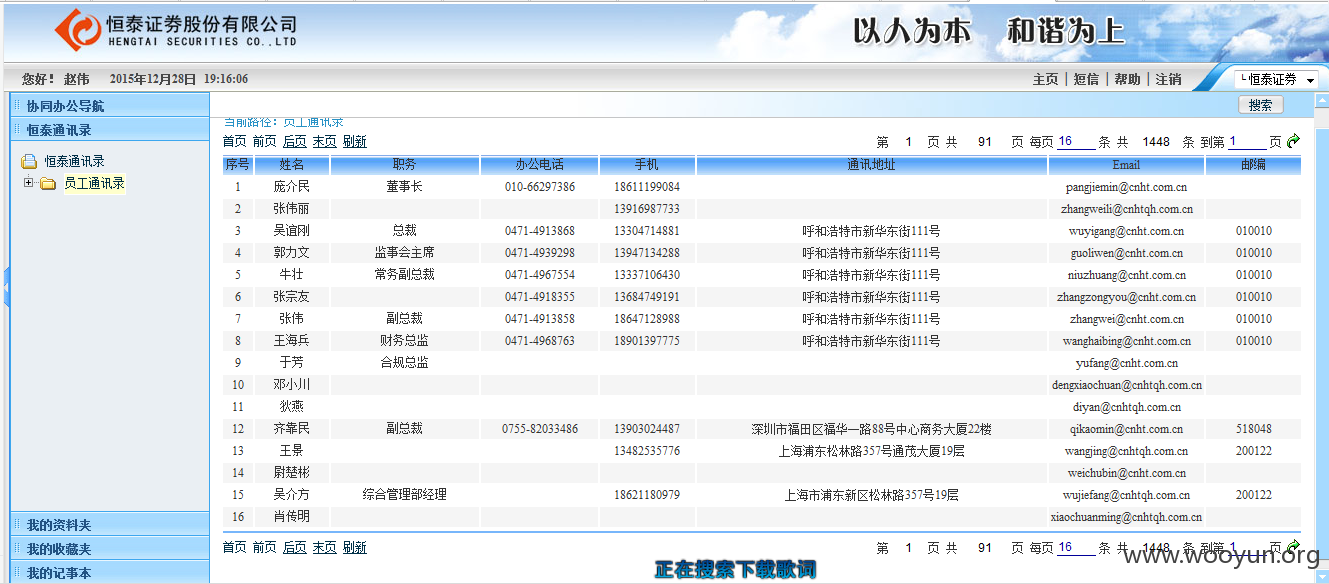 恒泰证券股份有限公司
HENGTAI SECURITIES CO.,LTD
以人为本 和谐为上
您好！ 赵伟 2015年12月28日 19:16:06
主页 | 短信 | 帮助 | 注销
└恒泰证券
协同办公导航
搜索
恒泰通讯录
当前路径：员工通讯录
首页 前页 后页 末页 刷新 第 1 页 共 91 页 每页 16 条 共 1448 条 到第 1 页
恒泰通讯录
员工通讯录
序号 姓名 职务 办公电话 手机 通讯地址 Email 邮编
1 庞介民 董事长 010-66297386 18611199084 pangjiemin@cnht.com.cn
2 张伟丽 13916987733 zhangweili@cnhtqh.com.cn
3 吴谊刚 总裁 0471-4913868 13304714881 呼和浩特市新华东街111号 wuyigang@cnht.com.cn 010010
4 郭力文 监事会主席 0471-4939298 13947134288 呼和浩特市新华东街111号 guoliwen@cnht.com.cn 010010
5 牛壮 常务副总裁 0471-4967554 13337106430 呼和浩特市新华东街111号 niuzhuang@cnht.com.cn 010010
6 张宗友 0471-4918355 13684749191 呼和浩特市新华东街111号 zhangzongyou@cnht.com.cn 010010
7 张伟 副总裁 0471-4913858 18647128988 呼和浩特市新华东街111号 zhangwei@cnht.com.cn 010010
8 王海兵 财务总监 0471-4968763 18901397775 呼和浩特市新华东街111号 wanghaibing@cnht.com.cn 010010
9 于芳 合规总监 yufang@cnht.com.cn
10 邓小川 dengxiaochuan@cnhtqh.com.cn
11 狄燕 diyan@cnhtqh.com.cn
12 齐靠民 副总裁 0755-82033486 13903024487 深圳市福田区福华一路88号中心商务大厦22楼 qikaomin@cnht.com.cn 518048
13 王景 13482535776 上海浦东松林路357号通茂大厦19层 wangjing@cnhtqh.com.cn 200122
14 尉楚彬 weichubin@cnht.com.cn
15 吴介方 综合管理部经理 18621180979 上海市浦东新区松林路357号19层 wujiefang@cnhtqh.com.cn 200122
16 肖传明 xiaochuanming@cnhtqh.com.cn
首页 前页 后页 末页 刷新 第 1 页 共 91 页 每页 16 条 共 1448 条 到第 1 页
我的资料夹
我的收藏夹
我的记事本
正在搜索下载歌词
www.wooyun.org